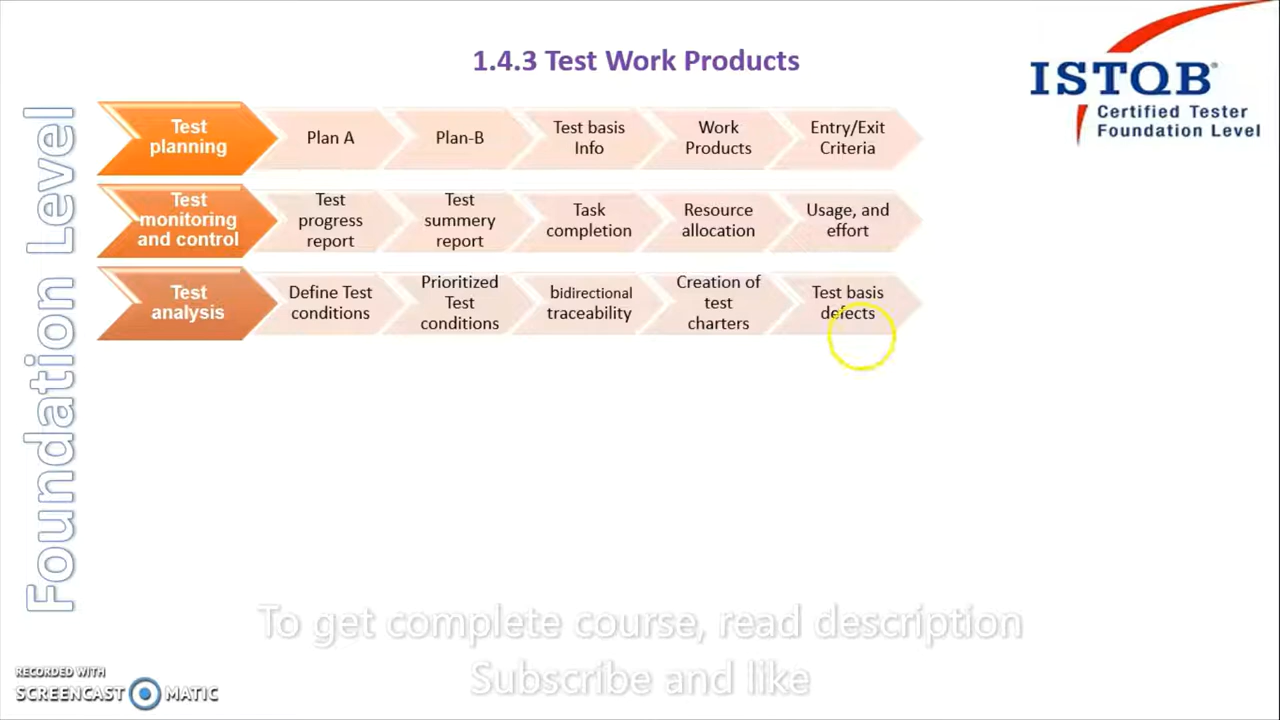 1.4.3 Test Work Products
ISTQB®
Certified Tester
Foundation Level
Foundation Level
Test
planning
Plan A
Plan-B
Test basis
Info
Work
Products
Entry/Exit
Criteria
Test
monitoring
and control
Test
progress
report
Test
summery
report
Task
completion
Resource
allocation
Usage, and
effort
Test
analysis
Define Test
conditions
Prioritized
Test
conditions
bidirectional
traceability
Creation of
test
charters
Test basis
defects
To get complete course, read description
Subscribe and like
RECORDED WITH
SCREENCAST MATIC